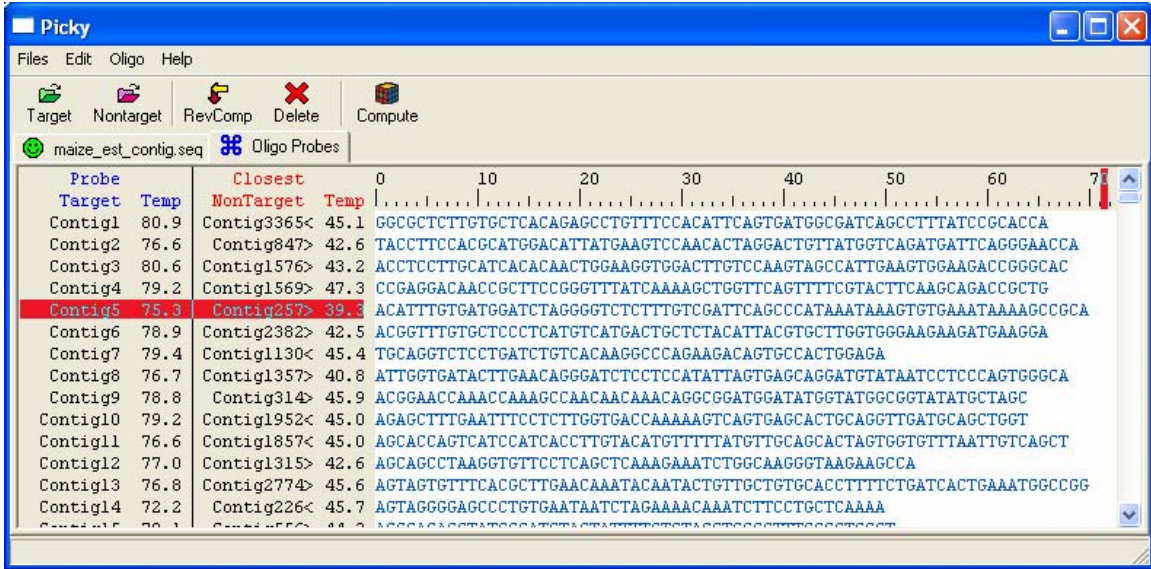 Picky
Files Edit Oligo Help
Target Nontarget RevComp Delete Compute
maize_est_contig.seq Oligo Probes
Probe Closest 0 10 20 30 40 50 60 70
Target Temp NonTarget Temp
Contig1 80.9 Contig3365< 45.1 GGCGCTCTTGTGCTCACAGAGCCTGTTTCCACATTCAGTGATGGCGATCAGCCTTTATCCGCACCA
Contig2 76.6 Contig847> 42.6 TACCTTCCACGCATGGACATTATGAAGTCCAACACTAGGACTGTTATGGTCAGATGATTCAGGGAACCA
Contig3 80.6 Contig1576> 43.2 ACCTCCTTGCATCACACAACTGGAAGGTGGACTTGTCCAAGTAGCCATTGAAGTGGAAGACCGGGCAC
Contig4 79.2 Contig1569> 47.3 CCGAGGACAACCGCTTCCGGGTTTATCAAAAGCTGGTTCAGTTTTCGTACTTCAAGCAGACCGCTG
Contig5 75.3 Contig257> 39.3 ACATTTGTGATGGATCTAGGGGTCTCTTTGTCGATTCAGCCCATAAATAAAGTGTGAAATAAAAGCCGCA
Contig6 78.9 Contig2382> 42.5 ACGGTTTGTGCTCCCTCATGTCATGACTGCTCTACATTACGTGCTTGGTGGGAAGAAGATGAAGGA
Contig7 79.4 Contig1130< 45.4 TGCAGGTCTCCTGATCTGTCACAAGGCCCAGAAGACAGTGCCACTGGAGA
Contig8 76.7 Contig1357> 40.8 ATTGGTGATACTTGAACAGGGATCTCCTCCATATTAGTGAGCAGGATGTATAATCCTCCCAGTGGGCA
Contig9 78.8 Contig314> 45.9 ACGGAACCAAACCAAAGCCAACAACAAACAGGCGGATGGATATGGTATGGCGGTATATGCTAGC
Contig10 79.2 Contig1952< 45.0 AGAGCTTTGAATTTCCTCTTGGTGACCAAAAAGTCAGTGAGCACTGCAGGTTGATGCAGCTGGT
Contig11 76.6 Contig1857< 45.0 AGCACCAGTCATCCATCACCTTGTACATGTTTTTATGTTGCAGCACTAGTGGTGTTTAATTGTCAGCT
Contig12 77.0 Contig1315> 42.6 AGCAGCCTAAGGTGTTCCTCAGCTCAAAGAAATCTGGCAAGGGTAAGAAGCCA
Contig13 76.8 Contig2774> 45.6 AGTAGTGTTTCACGCTTGAACAAATACAATACTGTTGCTGTGCACCTTTTCTGATCACTGAAATGGCCGG
Contig14 72.2 Contig226< 45.7 AGTAGGGGAGCCCTGTGAATAATCTAGAAAACAAATCTTCCTGCTCAAAA